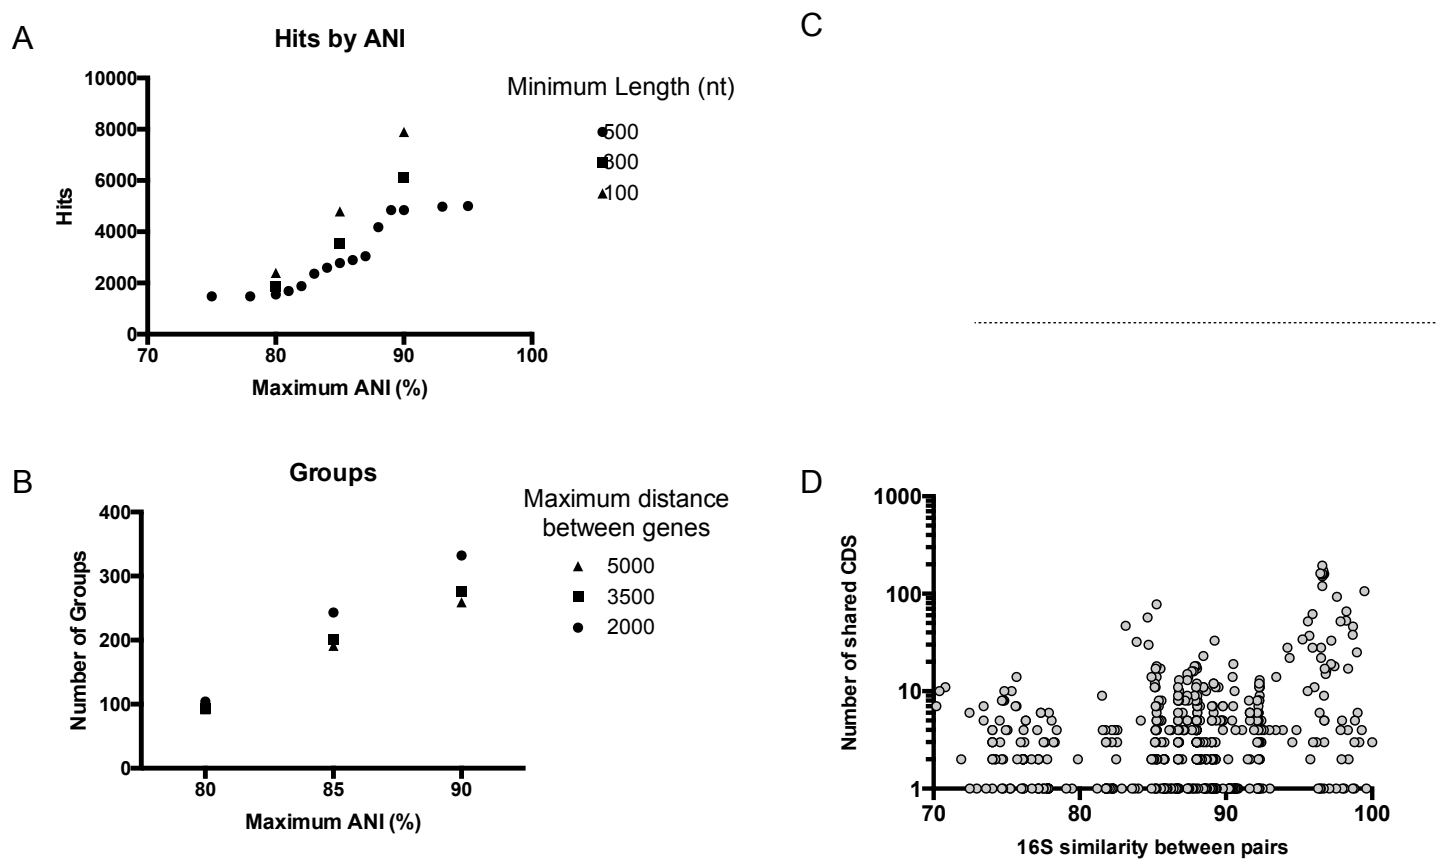 A
Hits by ANI
10000
8000
6000
4000
2000
0
Hits
70
80
90
100
Maximum ANI (%)
Minimum Length (nt)
500
300
100
B
Groups
400
300
200
100
0
Number of Groups
80
85
90
Maximum ANI (%)
Maximum distance
between genes
5000
3500
2000
C
D
1000
100
10
1
Number of shared CDS
70
80
90
100
16S similarity between pairs